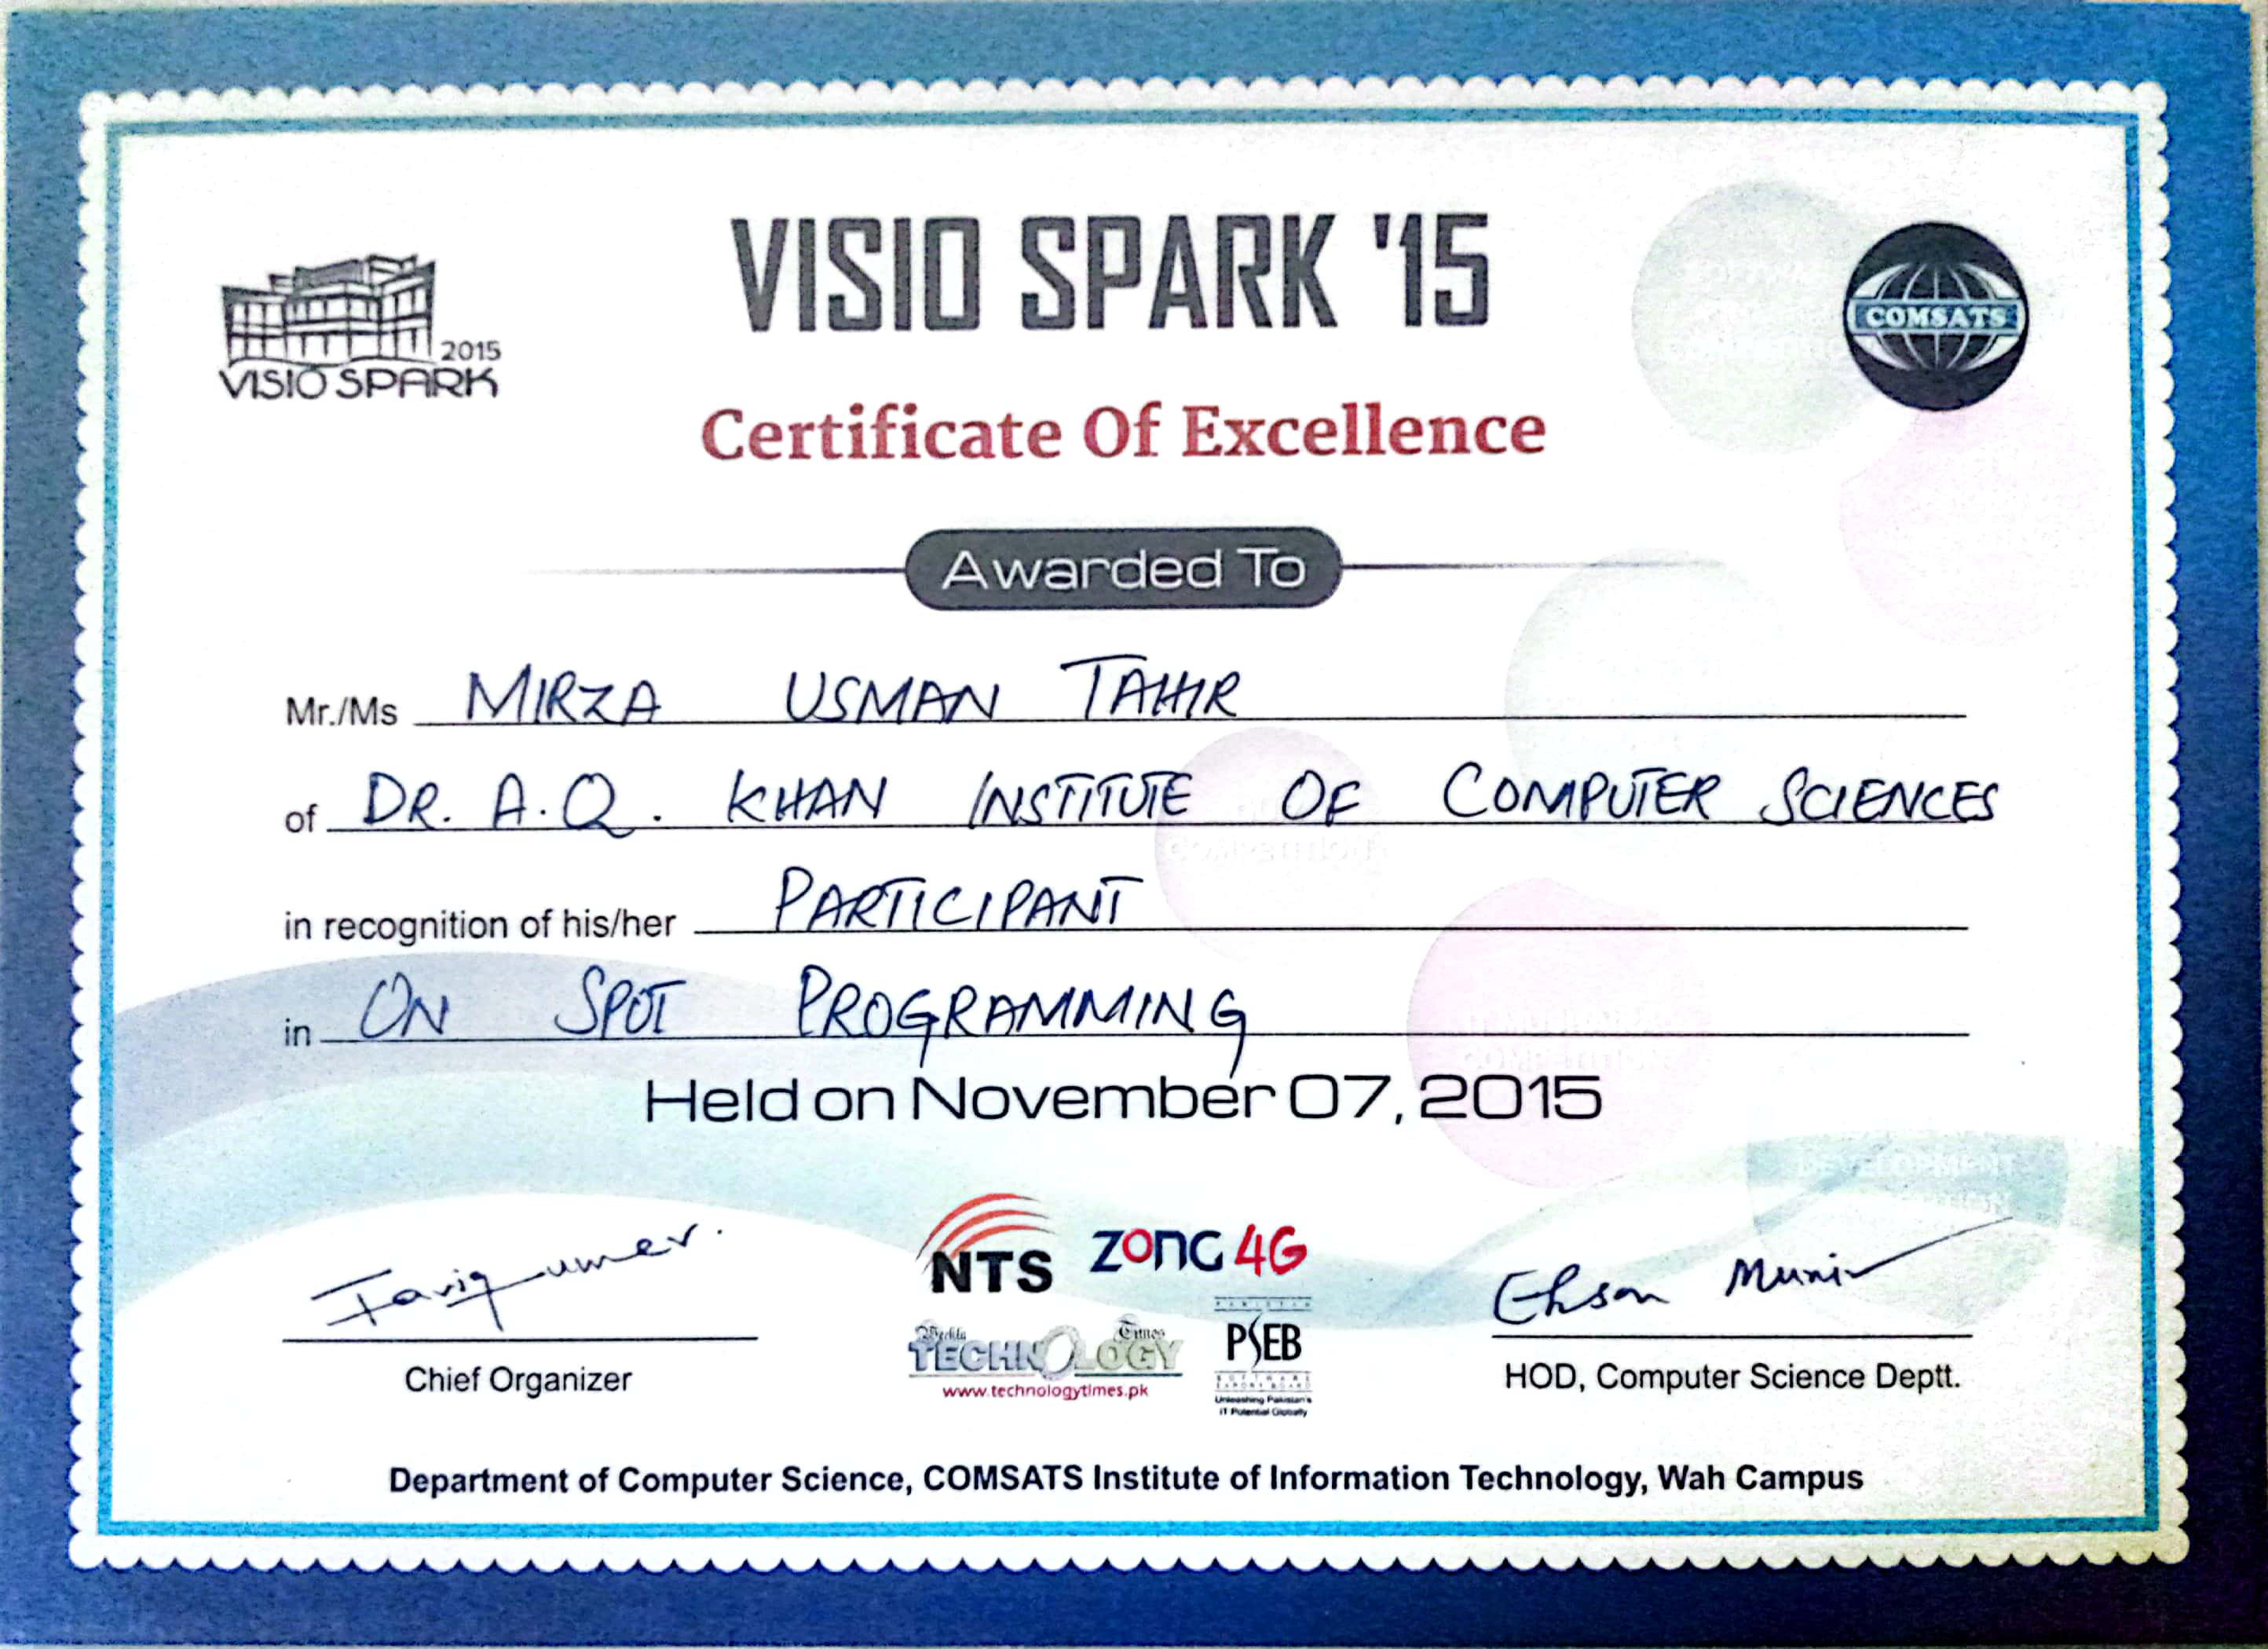 VISIO SPARK '15
2015
VISIO SPARK
COMSATS
Certificate Of Excellence
Awarded To
Mr./Ms MIRZA USMAN TAHIR
of DR. A.Q. KHAN INSTITUTE OF COMPUTER SCIENCES
in recognition of his/her PARTICIPANT
in ON SPOT PROGRAMMING
Held on November 07, 2015
Tariq umer.
Chief Organizer
NTS
ZONG 4G
Weekly Times
TECHNOLOGY
www.technologytimes.pk
PAKISTAN
PSEB
SOFTWARE
EXPORT BOARD
Unleashing Pakistan's
IT Potential Globally
Ehsan Munir
HOD, Computer Science Deptt.
Department of Computer Science, COMSATS Institute of Information Technology, Wah Campus